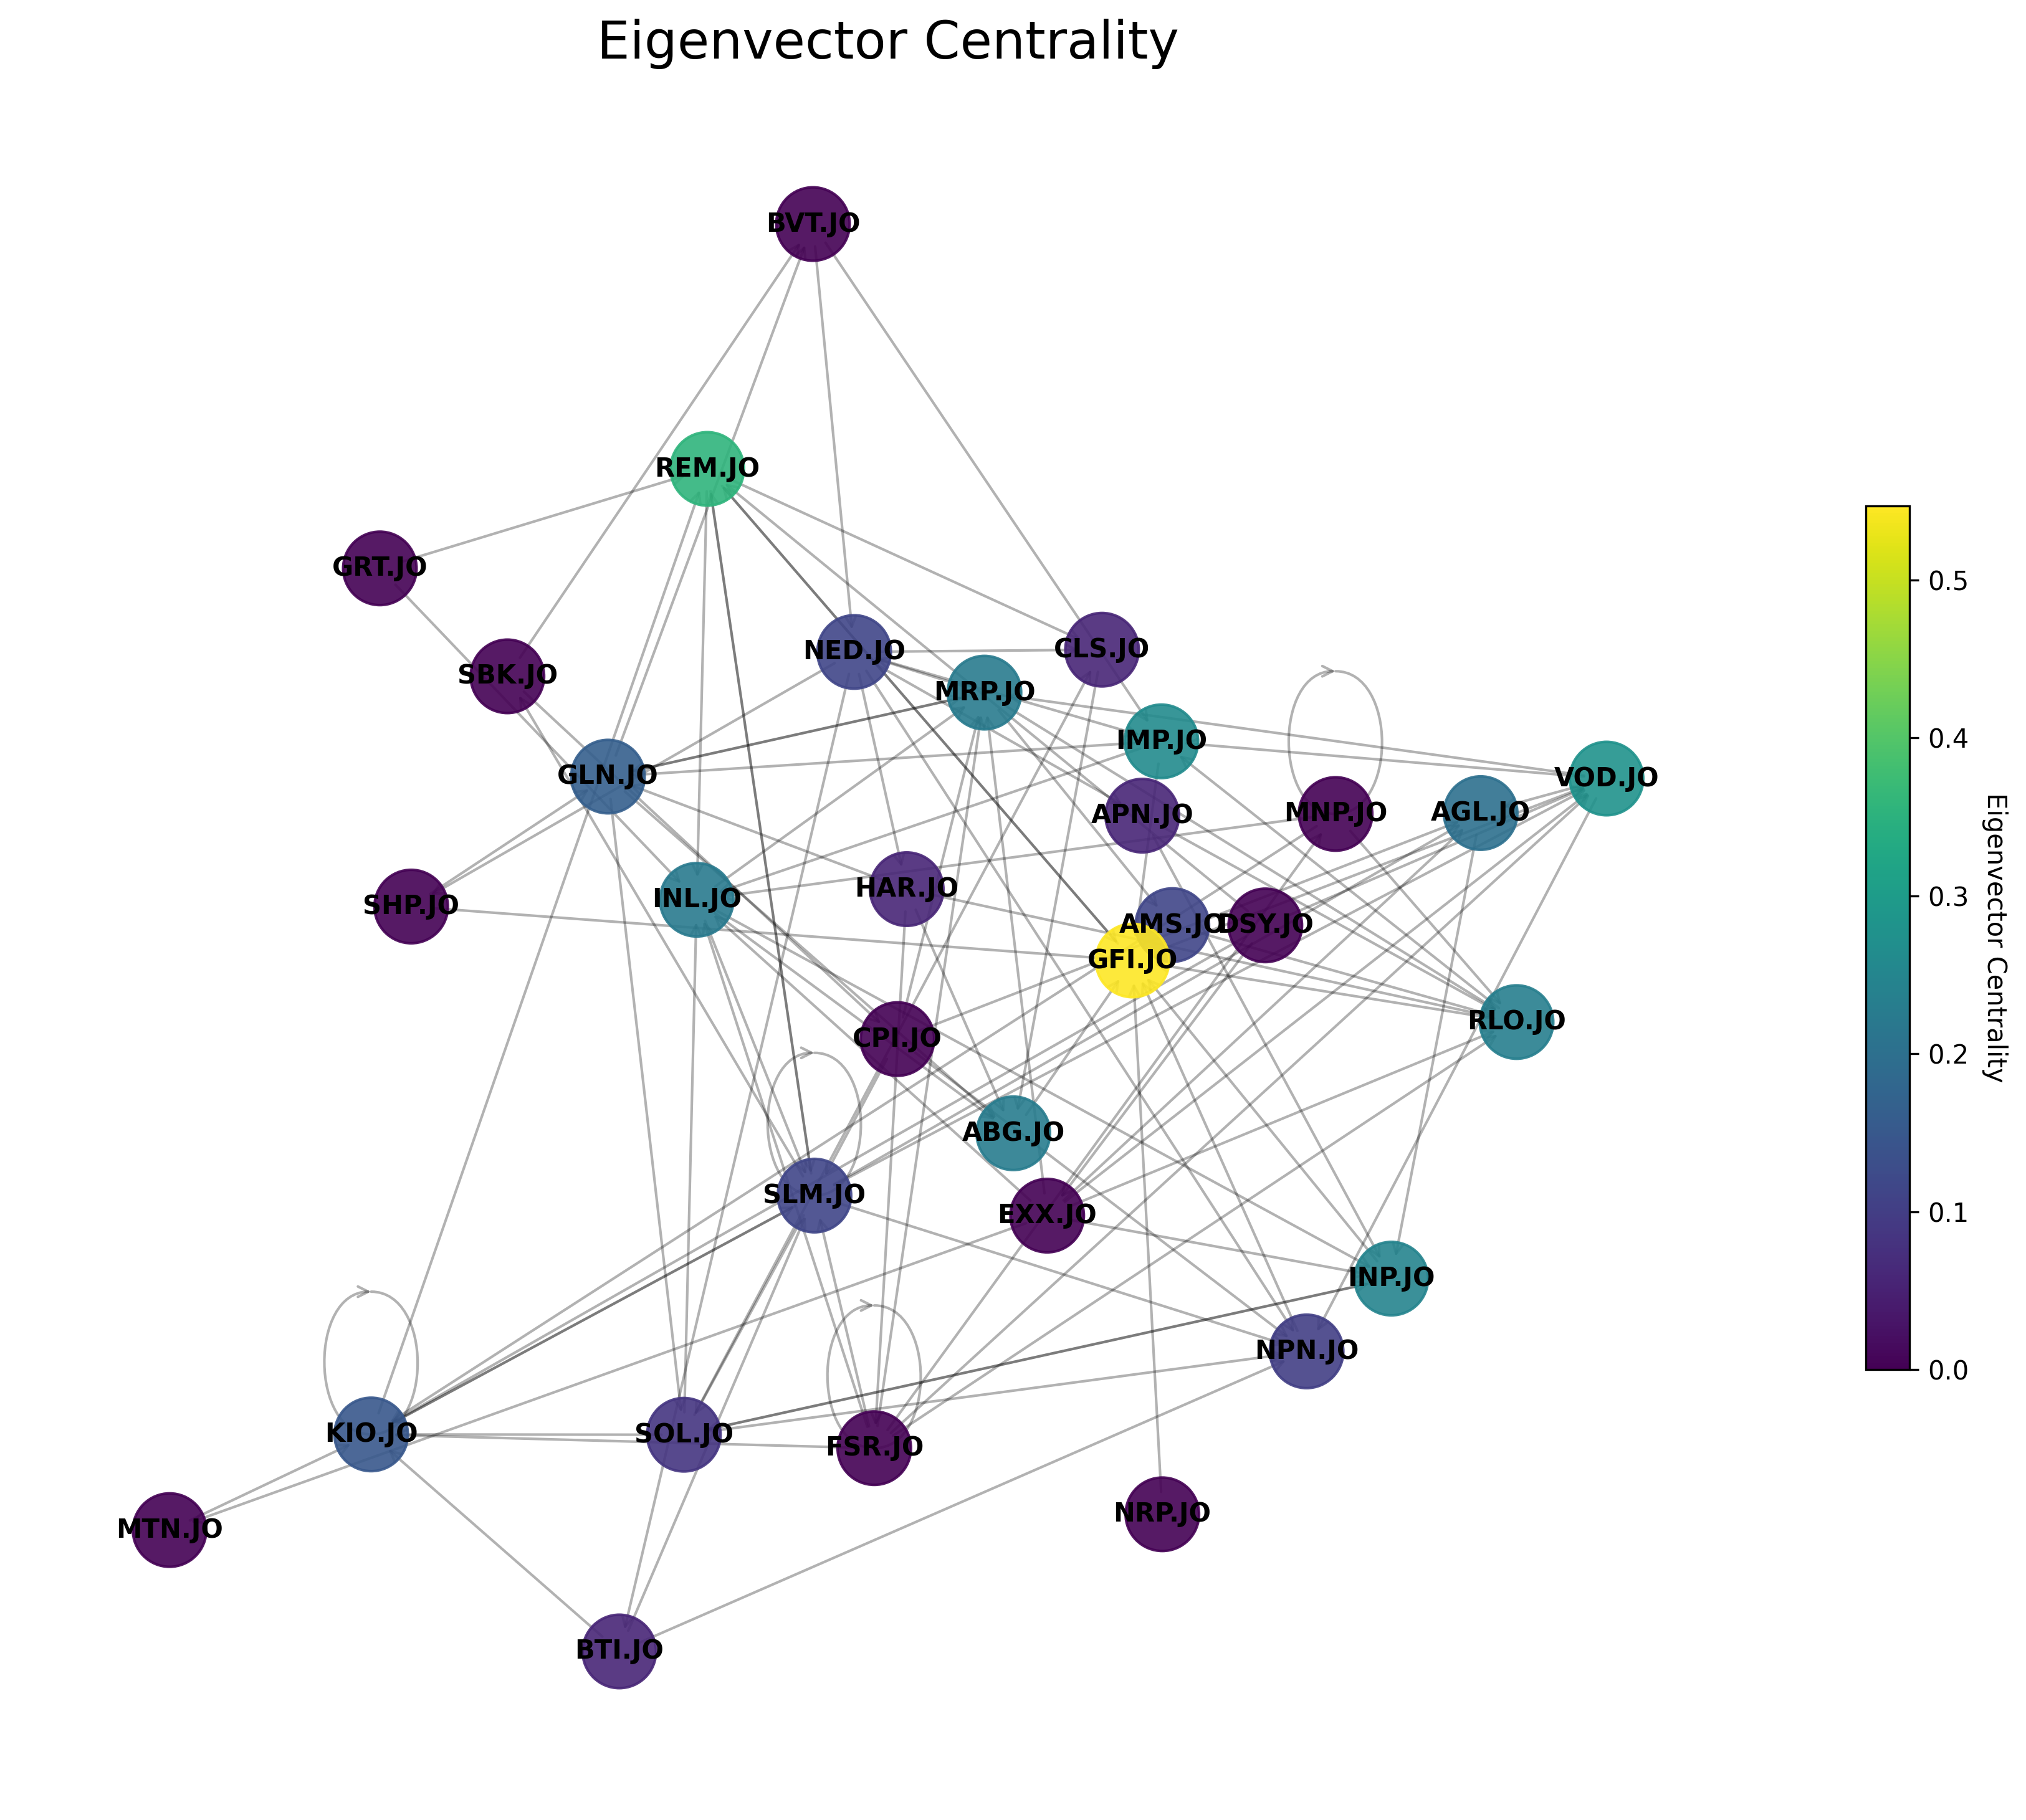 Eigenvector Centrality
BVT.JO
REM.JO
GRT.JO
NED.JO
CLS.JO
SBK.JO
MRP.JO
IMP.JO
GLN.JO
VOD.JO
APN.JO
MNP.JO
AGL.JO
HAR.JO
INL.JO
SHP.JO
AMS.JO
DSY.JO
GFI.JO
RLO.JO
CPI.JO
ABG.JO
SLM.JO
EXX.JO
INP.JO
NPN.JO
KIO.JO
SOL.JO
FSR.JO
NRP.JO
MTN.JO
BTI.JO
0.5
0.4
0.3
0.2
0.1
0.0
Eigenvector Centrality